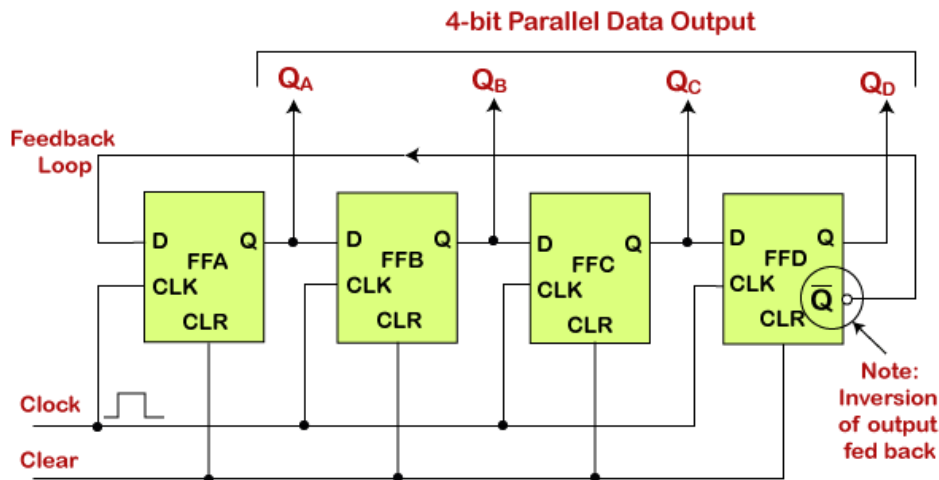 4-bit Parallel Data Output
QA
QB
QC
QD
Feedback
Loop
D
Q
FFA
CLK
CLR
D
Q
FFB
CLK
CLR
D
Q
FFC
CLK
CLR
D
Q
FFD
CLK
Q̅
CLR
Clock
Clear
Note:
Inversion
of output
fed back